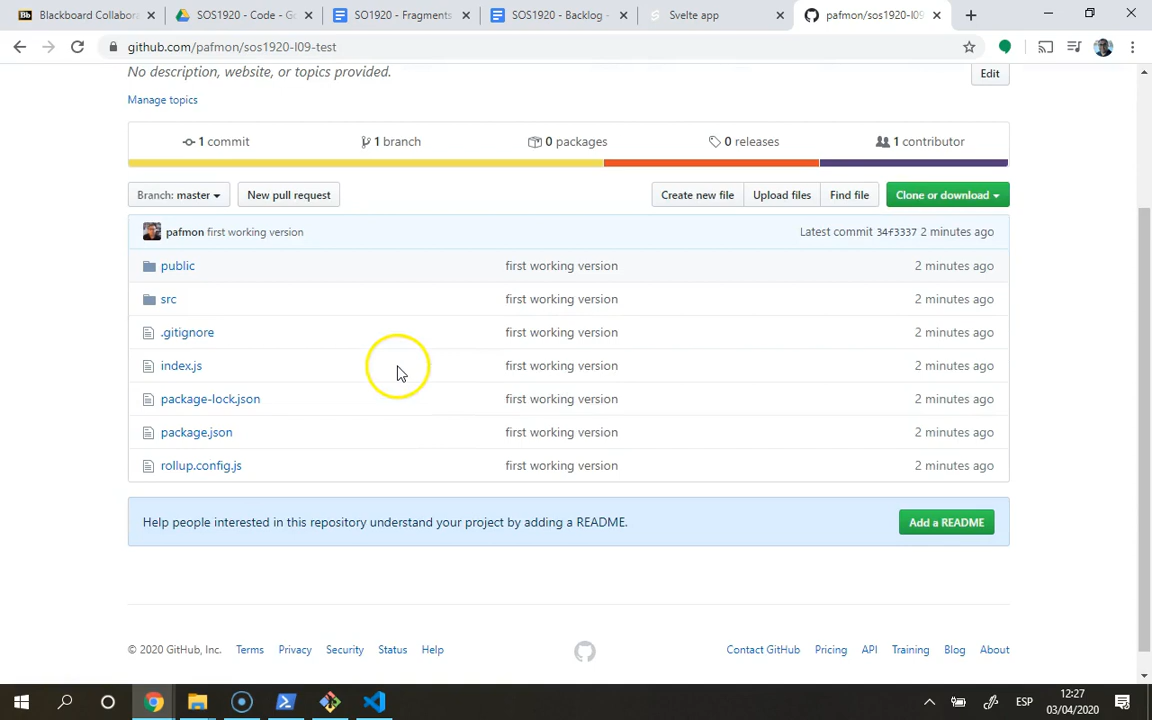 Bb
Blackboard Collabora
SOS1920 - Code - Go
SO1920 - Fragments
SOS1920 - Backlog -
Svelte app
pafmon/sos1920-l09
github.com/pafmon/sos1920-l09-test
No description, website, or topics provided.
Edit
Manage topics
1 commit
1 branch
0 packages
0 releases
1 contributor
Branch: master
New pull request
Create new file
Upload files
Find file
Clone or download
pafmon first working version
Latest commit 34f3337 2 minutes ago
public first working version 2 minutes ago
src first working version 2 minutes ago
.gitignore first working version 2 minutes ago
index.js first working version 2 minutes ago
package-lock.json first working version 2 minutes ago
package.json first working version 2 minutes ago
rollup.config.js first working version 2 minutes ago
Help people interested in this repository understand your project by adding a README.
Add a README
© 2020 GitHub, Inc. Terms Privacy Security Status Help
Contact GitHub Pricing API Training Blog About
ESP
12:27
03/04/2020